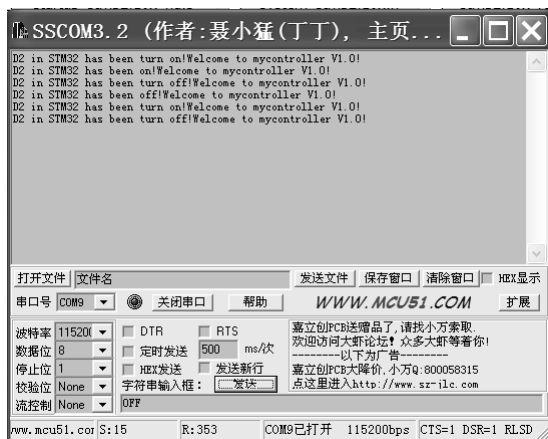 SSCOM3.2 (作者:聂小猛(丁丁), 主页...
D2 in STM32 has been turn on!Welcome to mycontroller V1.0!
D2 in STM32 has been on!Welcome to mycontroller V1.0!
D2 in STM32 has been turn off!Welcome to mycontroller V1.0!
D2 in STM32 has been off!Welcome to mycontroller V1.0!
D2 in STM32 has been turn on!Welcome to mycontroller V1.0!
D2 in STM32 has been turn off!Welcome to mycontroller V1.0!
打开文件 文件名 发送文件 保存窗口 清除窗口 HEX显示
串口号 COM9 关闭串口 帮助 WWW.MCU51.COM 扩展
波特率 11520 DTR RTS
数据位 8 定时发送 500 ms/次
停止位 1 HEX发送 发送新行
校验位 None 字符串输入框: 发送
流控制 None OFF
嘉立创PCB送赠品了,请找小万索取.
欢迎访问大虾论坛!众多大虾等着你!
--------以下为广告--------
嘉立创PCB大降价.小万Q:800058315
点这里进入http://www.sz-jlc.com
www.mcu51.cor S:15 R:353 COM9已打开 115200bps CTS=1 DSR=1 RLSD